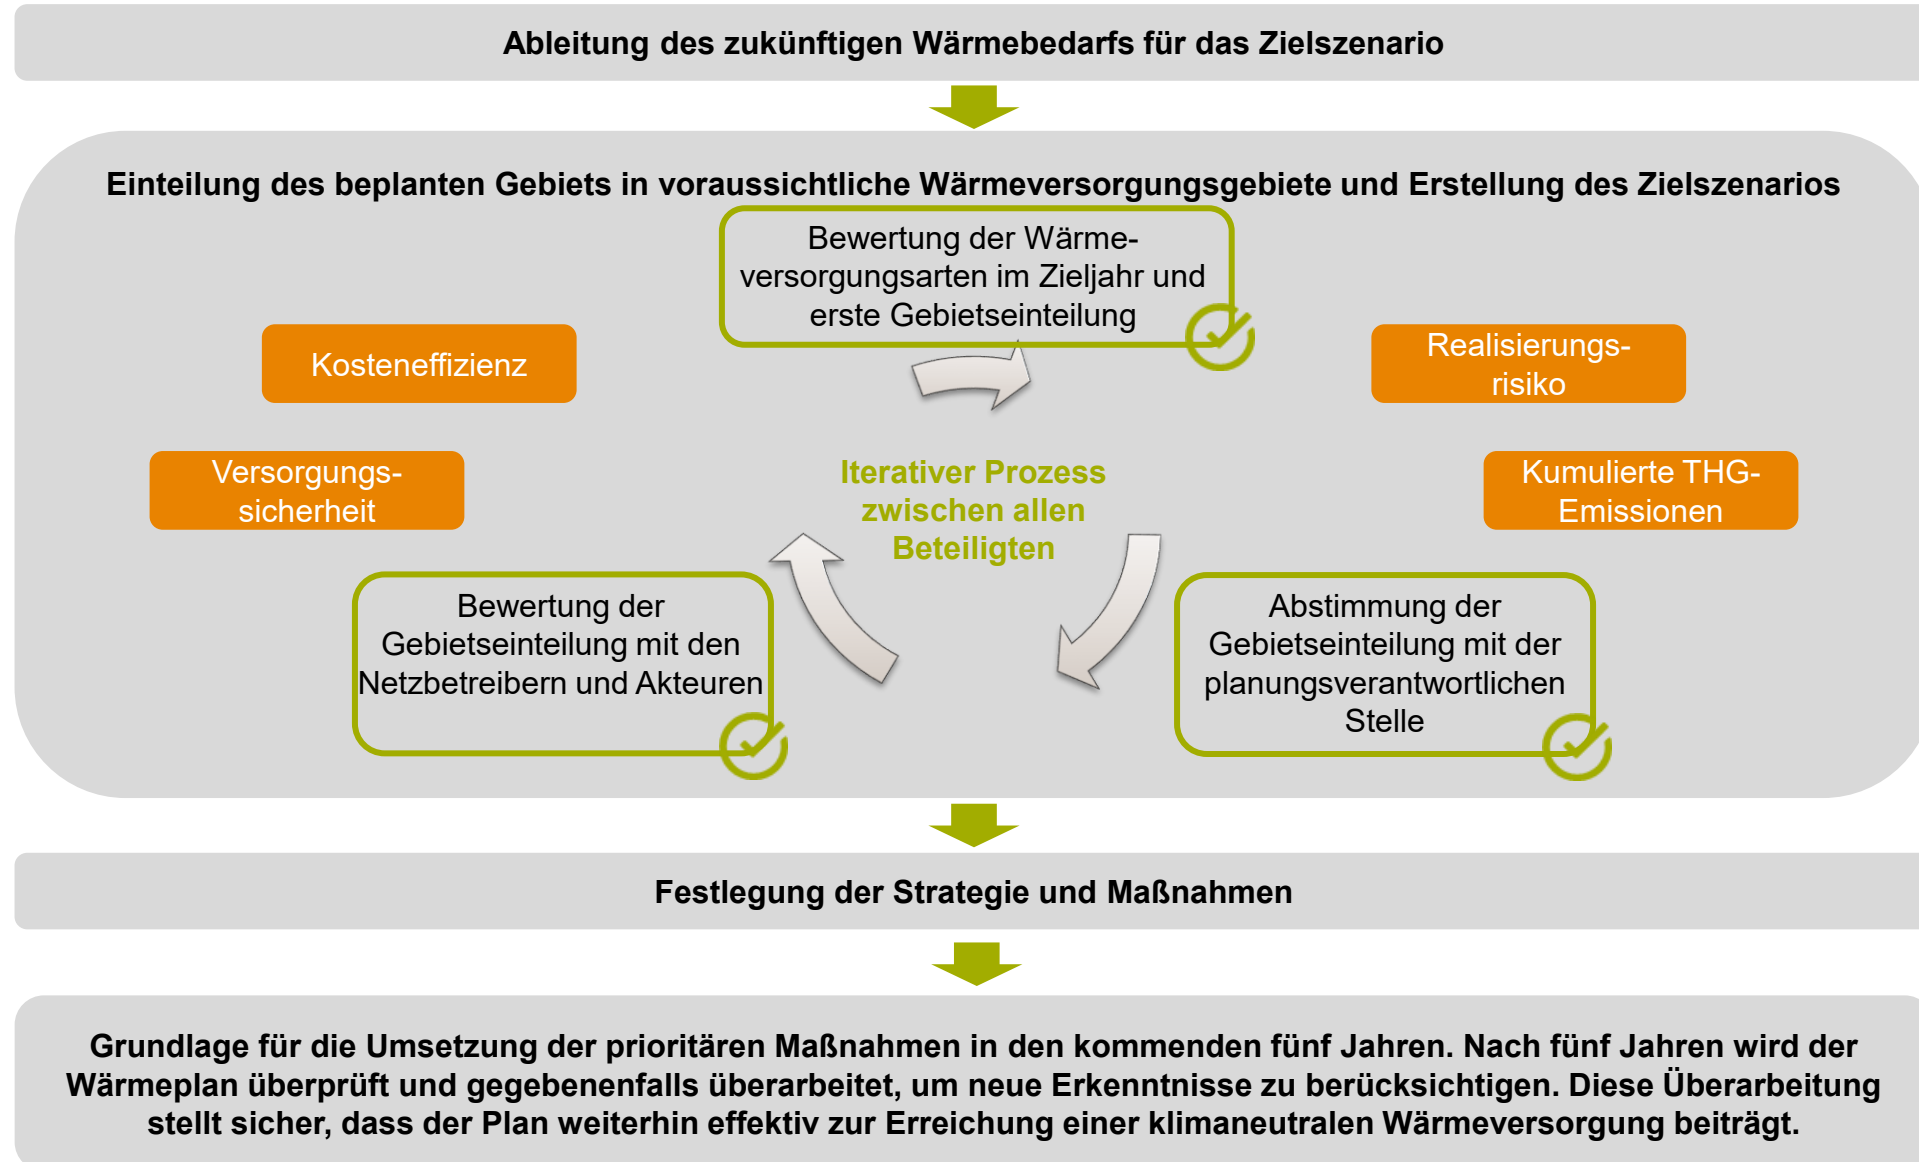 Ableitung des zukünftigen Wärmebedarfs für das Zielszenario
Einteilung des beplanten Gebiets in voraussichtliche Wärmeversorgungsgebiete und Erstellung des Zielszenarios
Bewertung der Wärme-
versorgungsarten im Zieljahr und
erste Gebietseinteilung
Kosteneffizienz
Realisierungs-
risiko
Versorgungs-
sicherheit
Iterativer Prozess
zwischen allen
Beteiligten
Kumulierte THG-
Emissionen
Bewertung der
Gebietseinteilung mit den
Netzbetreibern und Akteuren
Abstimmung der
Gebietseinteilung mit der
planungsverantwortlichen
Stelle
Festlegung der Strategie und Maßnahmen
Grundlage für die Umsetzung der prioritären Maßnahmen in den kommenden fünf Jahren. Nach fünf Jahren wird der
Wärmeplan überprüft und gegebenenfalls überarbeitet, um neue Erkenntnisse zu berücksichtigen. Diese Überarbeitung
stellt sicher, dass der Plan weiterhin effektiv zur Erreichung einer klimaneutralen Wärmeversorgung beiträgt.